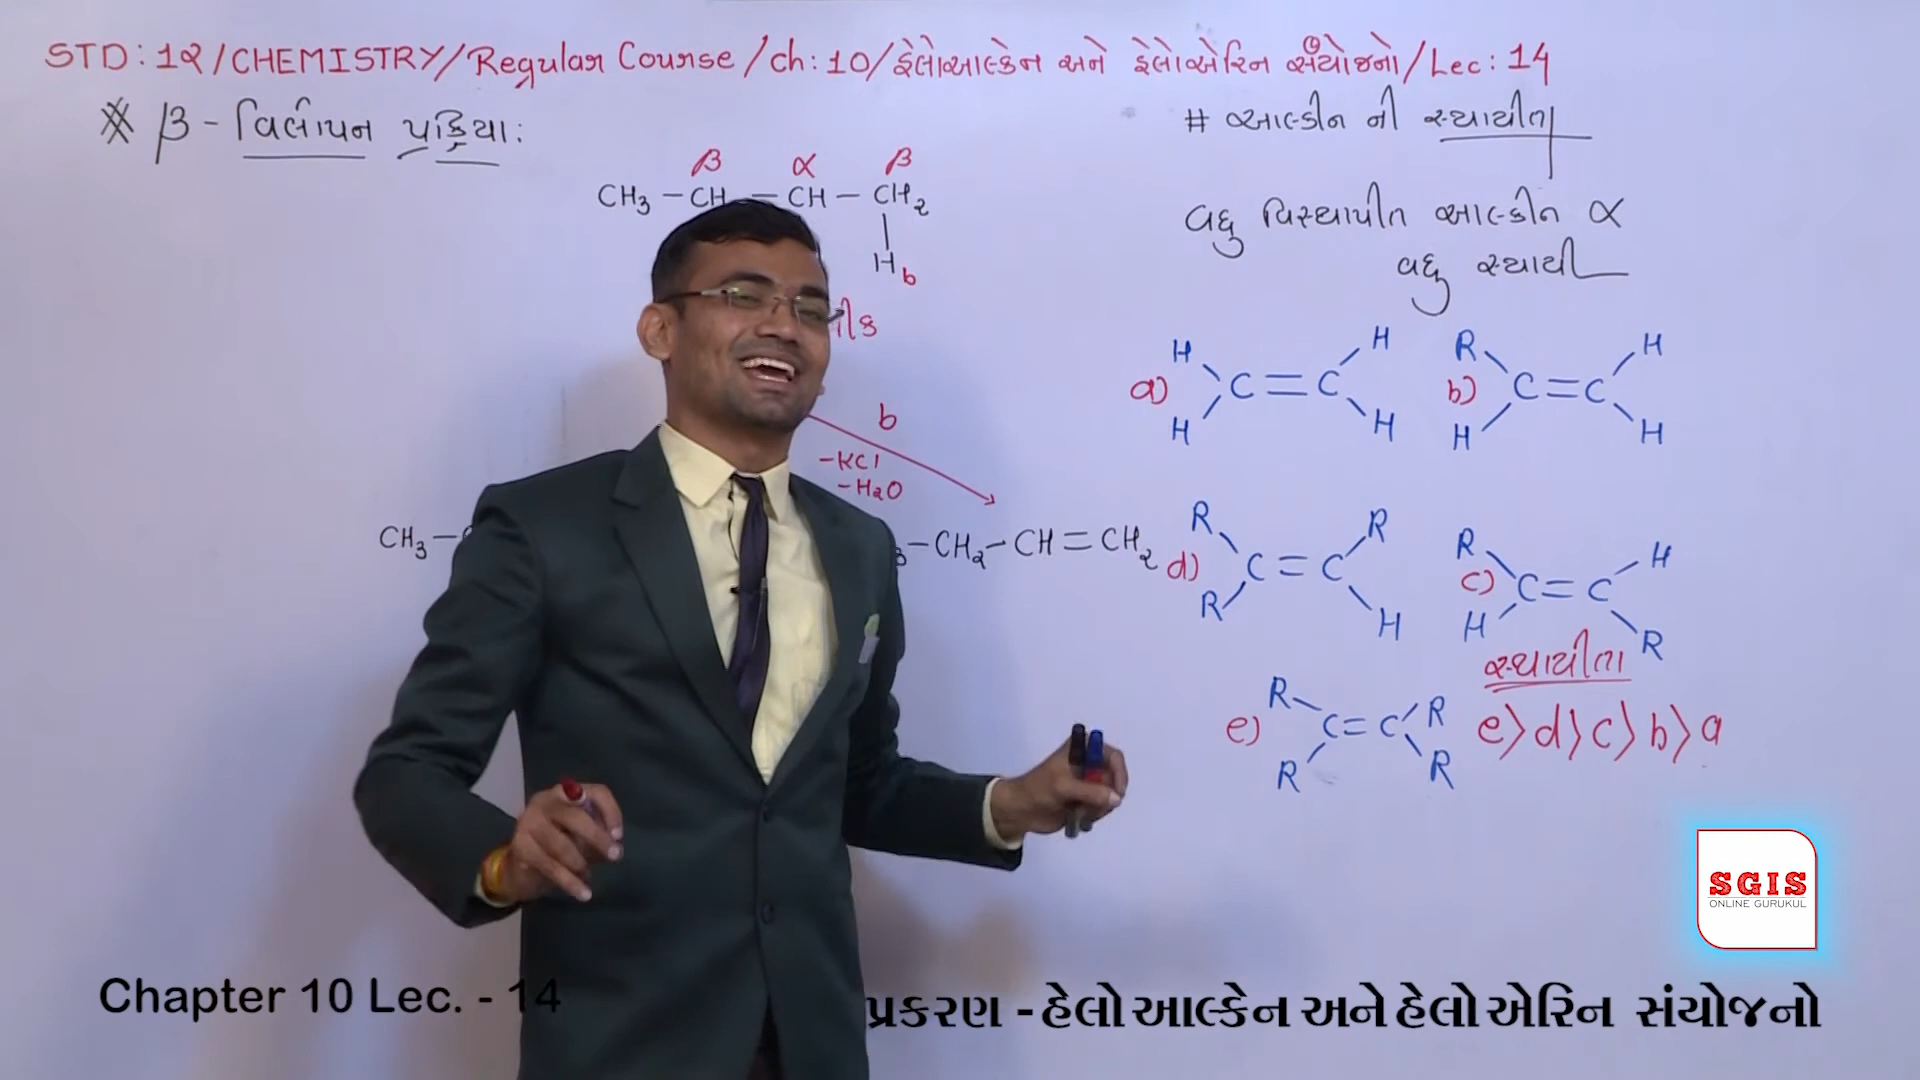 STD: 12/CHEMISTRY/Regular Course/ch: 10/હેલોઆલ્કેન અને હેલોએરિન સંયોજનો/Lec: 14
* β - વિલોપન પ્રક્રિયા:
β α β
CH3 - CH - CH - CH2
H b
b
-KCl
-H2O
CH3 -
- CH2 - CH = CH2
# આલ્કીન ની સ્થાયીતા
વધુ વિસ્થાપીત આલ્કીન α
વધુ સ્થાયી
a) H H C = C H H
b) R H C = C H H
d) R R C = C R H
c) R H C = C H R
સ્થાયીતા
e) R R C = C R R
e > d > c > b > a
SGIS
ONLINE GURUKUL
Chapter 10 Lec. - 14
પ્રકરણ - હેલો આલ્કેન અને હેલો એરિન સંયોજનો